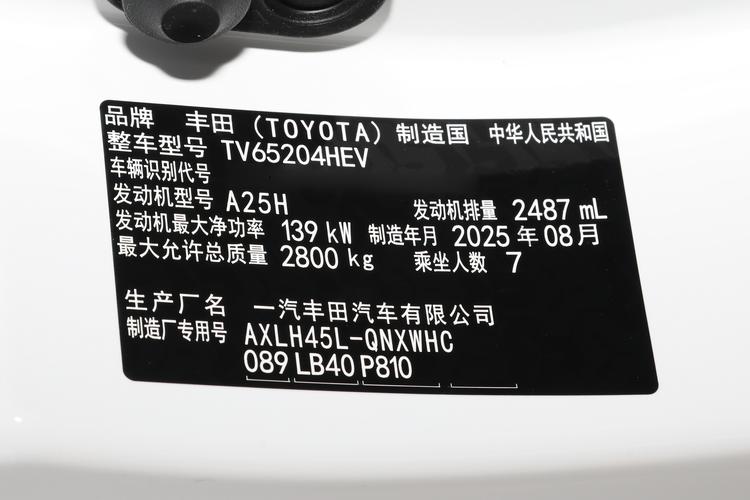 品牌 丰田（TOYOTA）制造国 中华人民共和国
整车型号 TV65204HEV
车辆识别代号
发动机型号 A25H 发动机排量 2487 mL
发动机最大净功率 139 kW 制造年月 2025 年 08 月
最大允许总质量 2800 kg 乘坐人数 7
生产厂名 一汽丰田汽车有限公司
制造厂专用号 AXLH45L-QNXWHC
089 LB40 P810